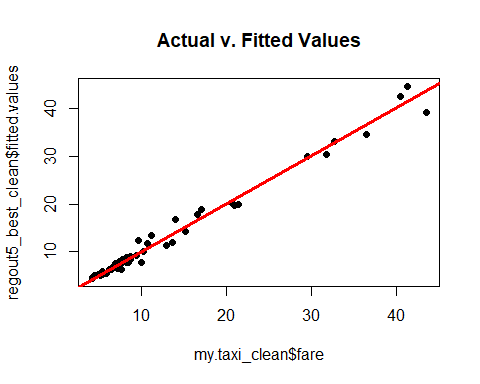 Actual v. Fitted Values
regout5_best_clean$fitted.values
40
30
20
10
10
20
30
40
my.taxi_clean$fare